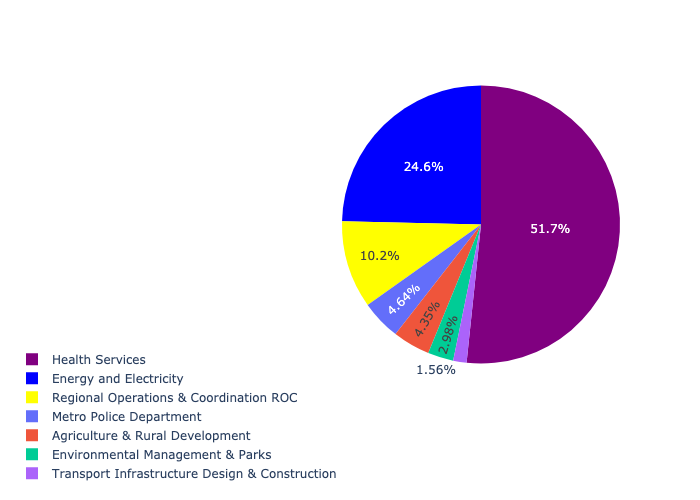 24.6%
51.7%
10.2%
4.64%
4.35%
2.98%
1.56%
Health Services
Energy and Electricity
Regional Operations & Coordination ROC
Metro Police Department
Agriculture & Rural Development
Environmental Management & Parks
Transport Infrastructure Design & Construction